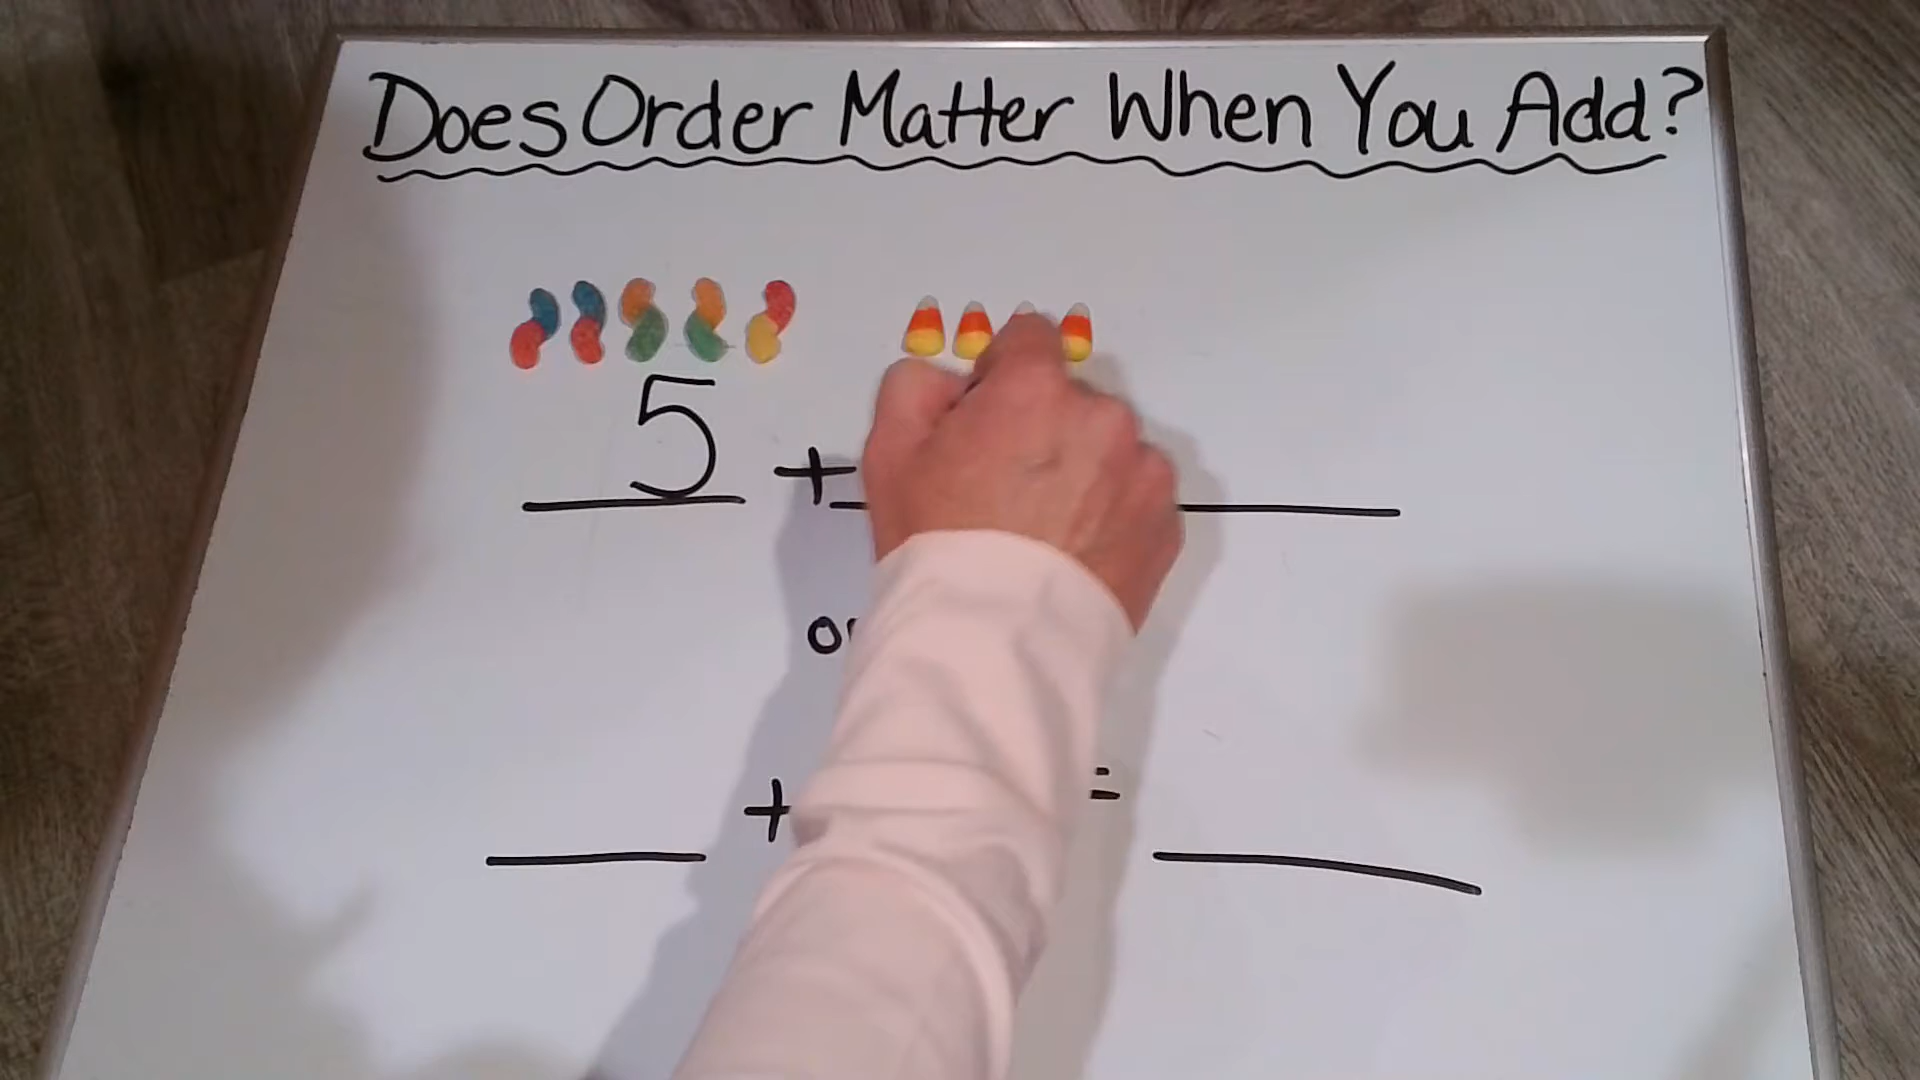 Does Order Matter When You Add?
5 +
+ =